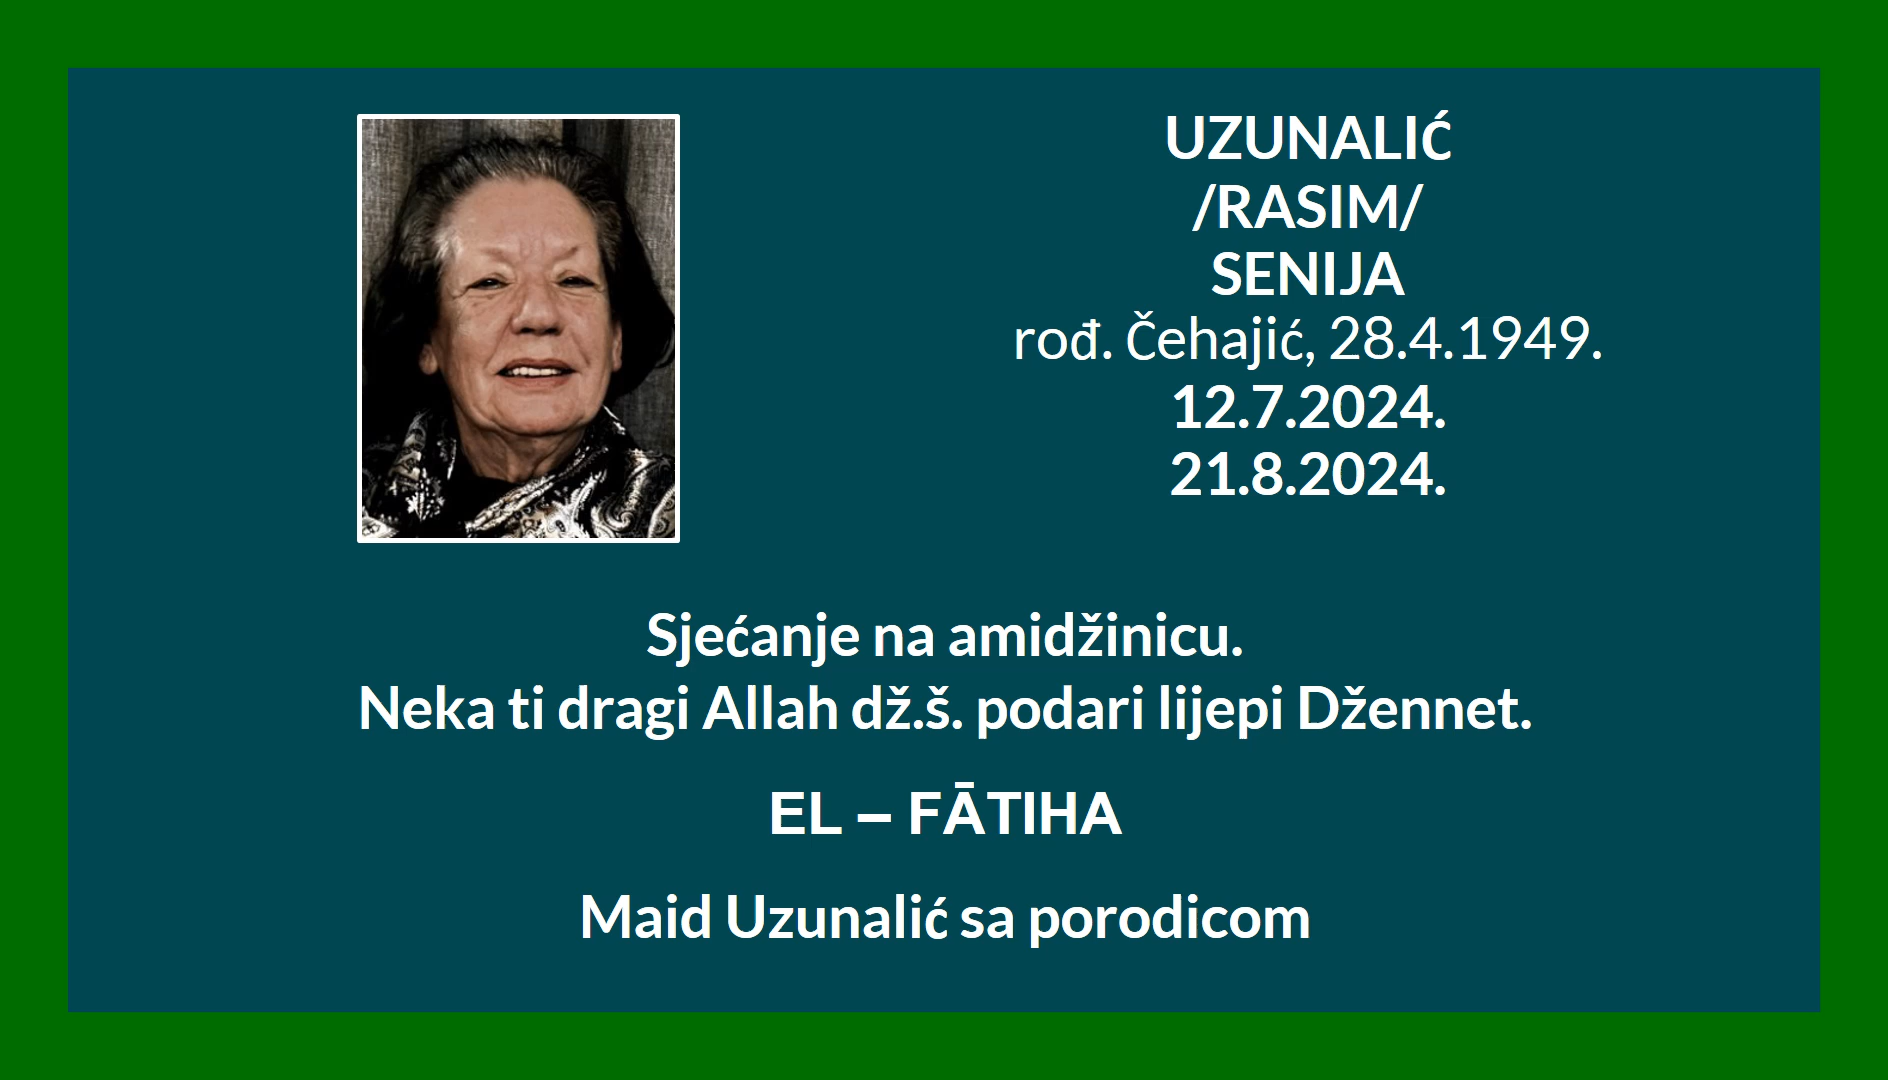 UZUNALIĆ
/RASIM/
SENIJA
rođ. Čehajić, 28.4.1949.
12.7.2024.
21.8.2024.
Sjećanje na amidžinicu.
Neka ti dragi Allah dž.š. podari lijepi Džennet.
EL – FĀTIHA
Maid Uzunalić sa porodicom